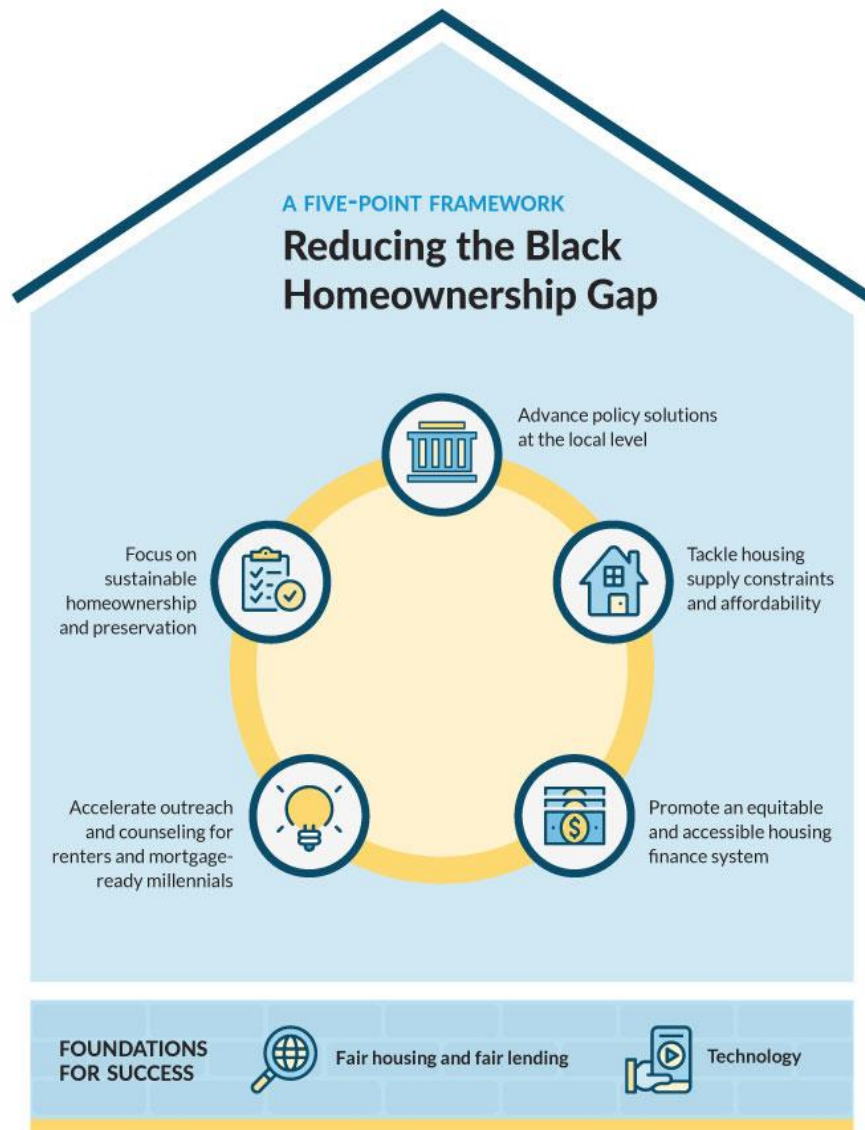 A FIVE-POINT FRAMEWORK
Reducing the Black
Homeownership Gap
Advance policy solutions
at the local level
Tackle housing
supply constraints
and affordability
Promote an equitable
and accessible housing
finance system
Accelerate outreach
and counseling for
renters and mortgage-
ready millennials
Focus on
sustainable
homeownership
and preservation
FOUNDATIONS
FOR SUCCESS
Fair housing and fair lending
Technology